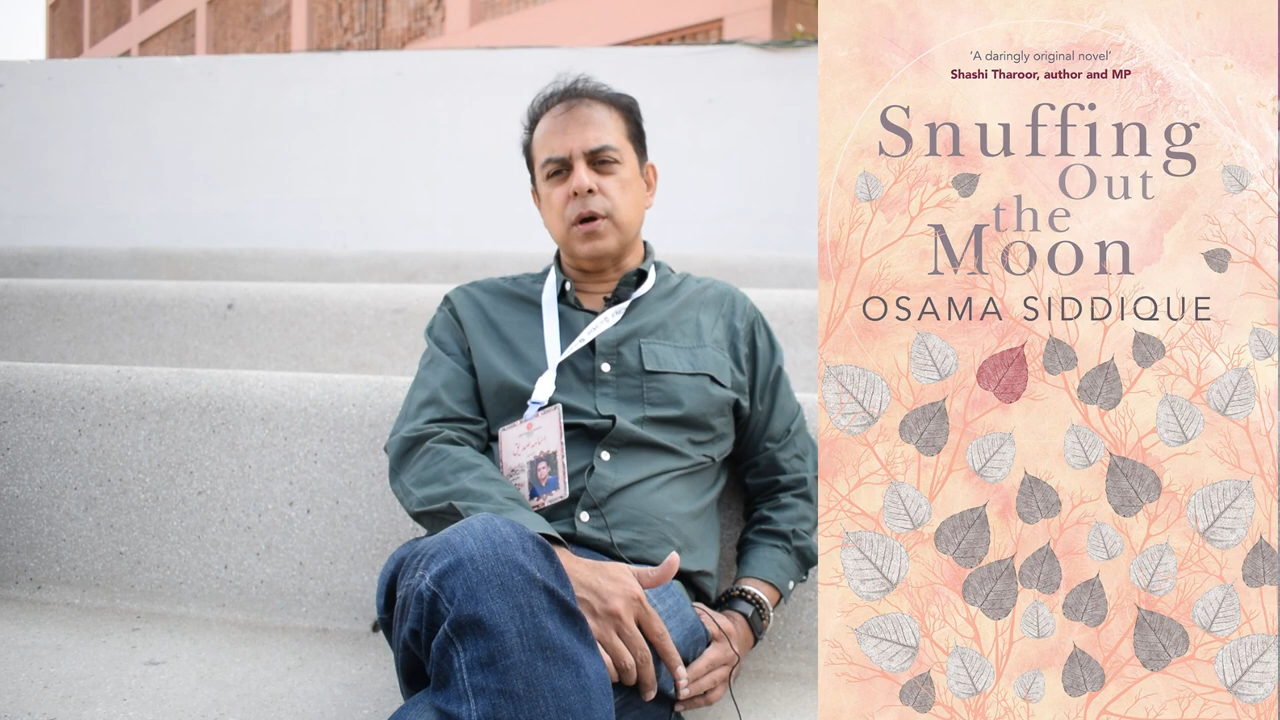 ‘A daringly original novel’
Shashi Tharoor, author and MP
Snuffing
Out
the
Moon
OSAMA SIDDIQUE